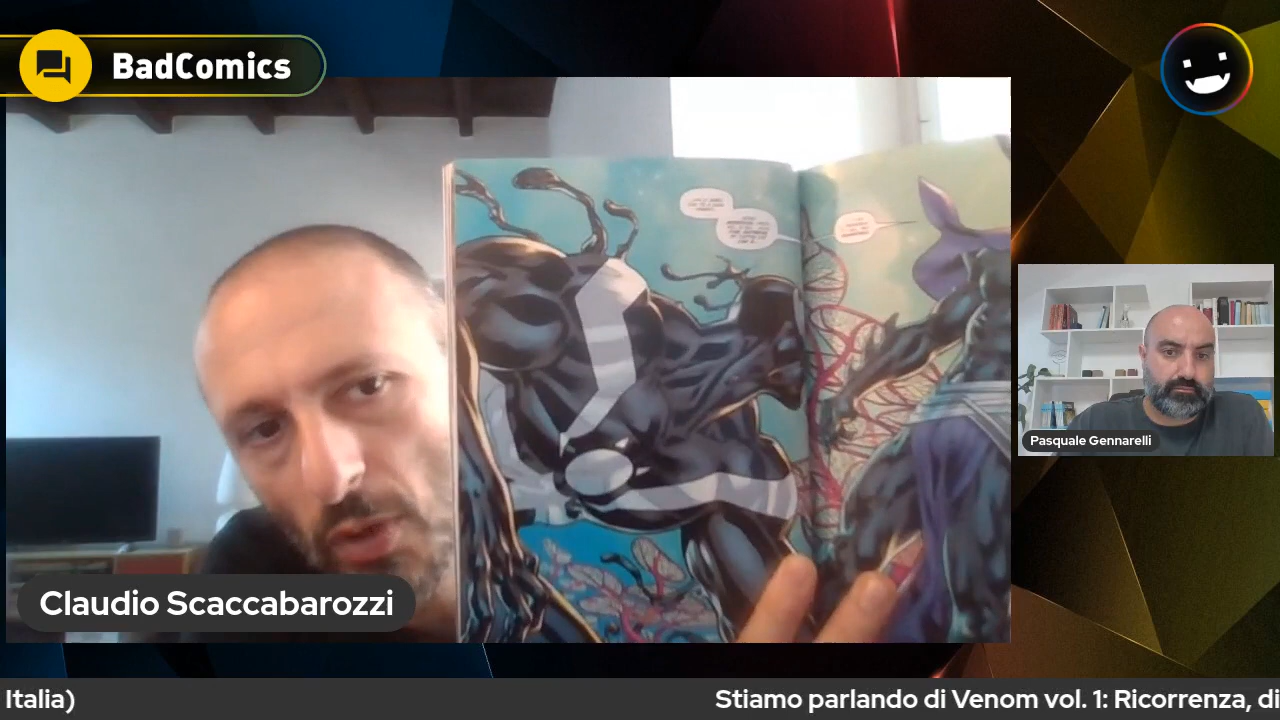 BadComics
Pasquale Gennarelli
Claudio Scaccabarozzi
Italia)
Stiamo parlando di Venom vol. 1: Ricorrenza, di